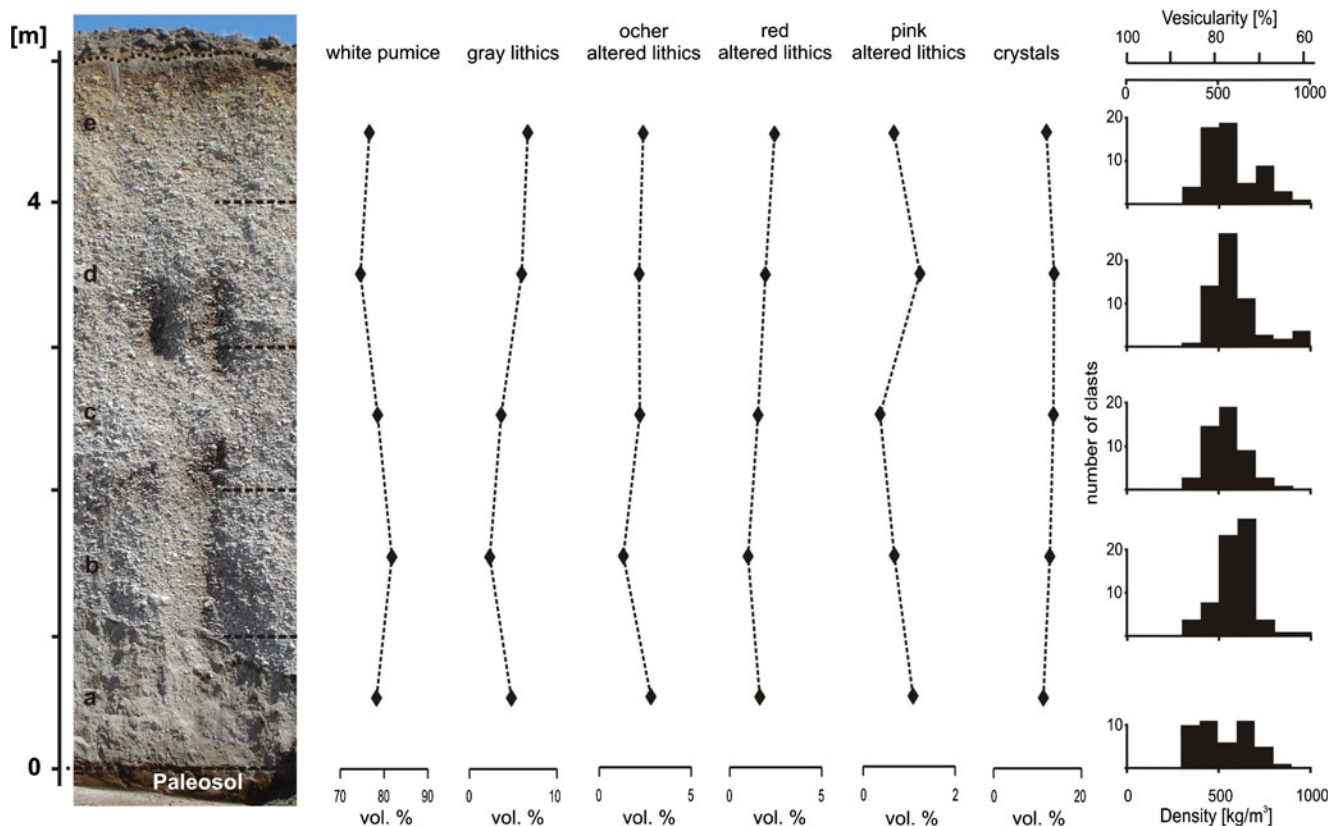 [m]
white pumice
gray lithics
ocher
altered lithics
red
altered lithics
pink
altered lithics
crystals
Vesicularity [%]
100 80 60
0 500 1000
e
20
10
4
d
20
10
c
20
10
number of clasts
b
20
10
a
10
0
Paleosol
70 80 90
0 5 10
0 5
0 5
0 2
0 20
0 500 1000
vol. %
vol. %
vol. %
vol. %
vol. %
vol. %
Density [kg/m³]